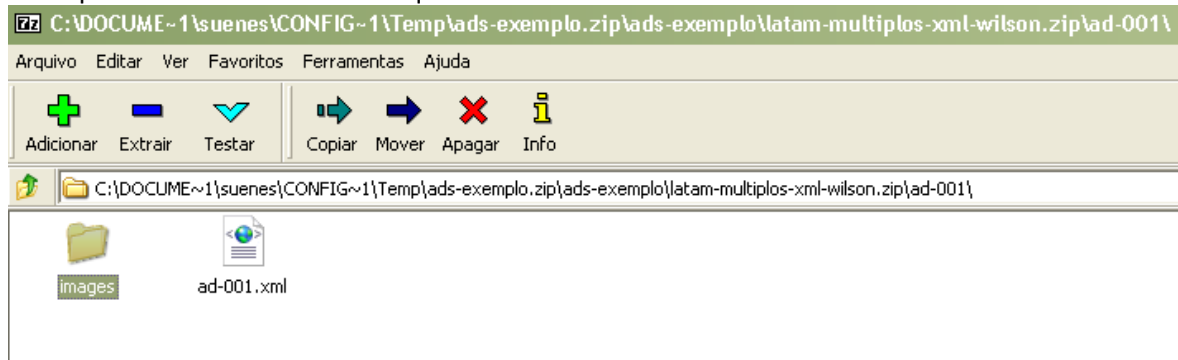 C:\DOCUME~1\suenes\CONFIG~1\Temp\ads-exemplo.zip\ads-exemplo\latam-multiplos-xml-wilson.zip\ad-001\
Arquivo Editar Ver Favoritos Ferramentas Ajuda
Adicionar Extrair Testar Copiar Mover Apagar Info
C:\DOCUME~1\suenes\CONFIG~1\Temp\ads-exemplo.zip\ads-exemplo\latam-multiplos-xml-wilson.zip\ad-001\
images ad-001.xml